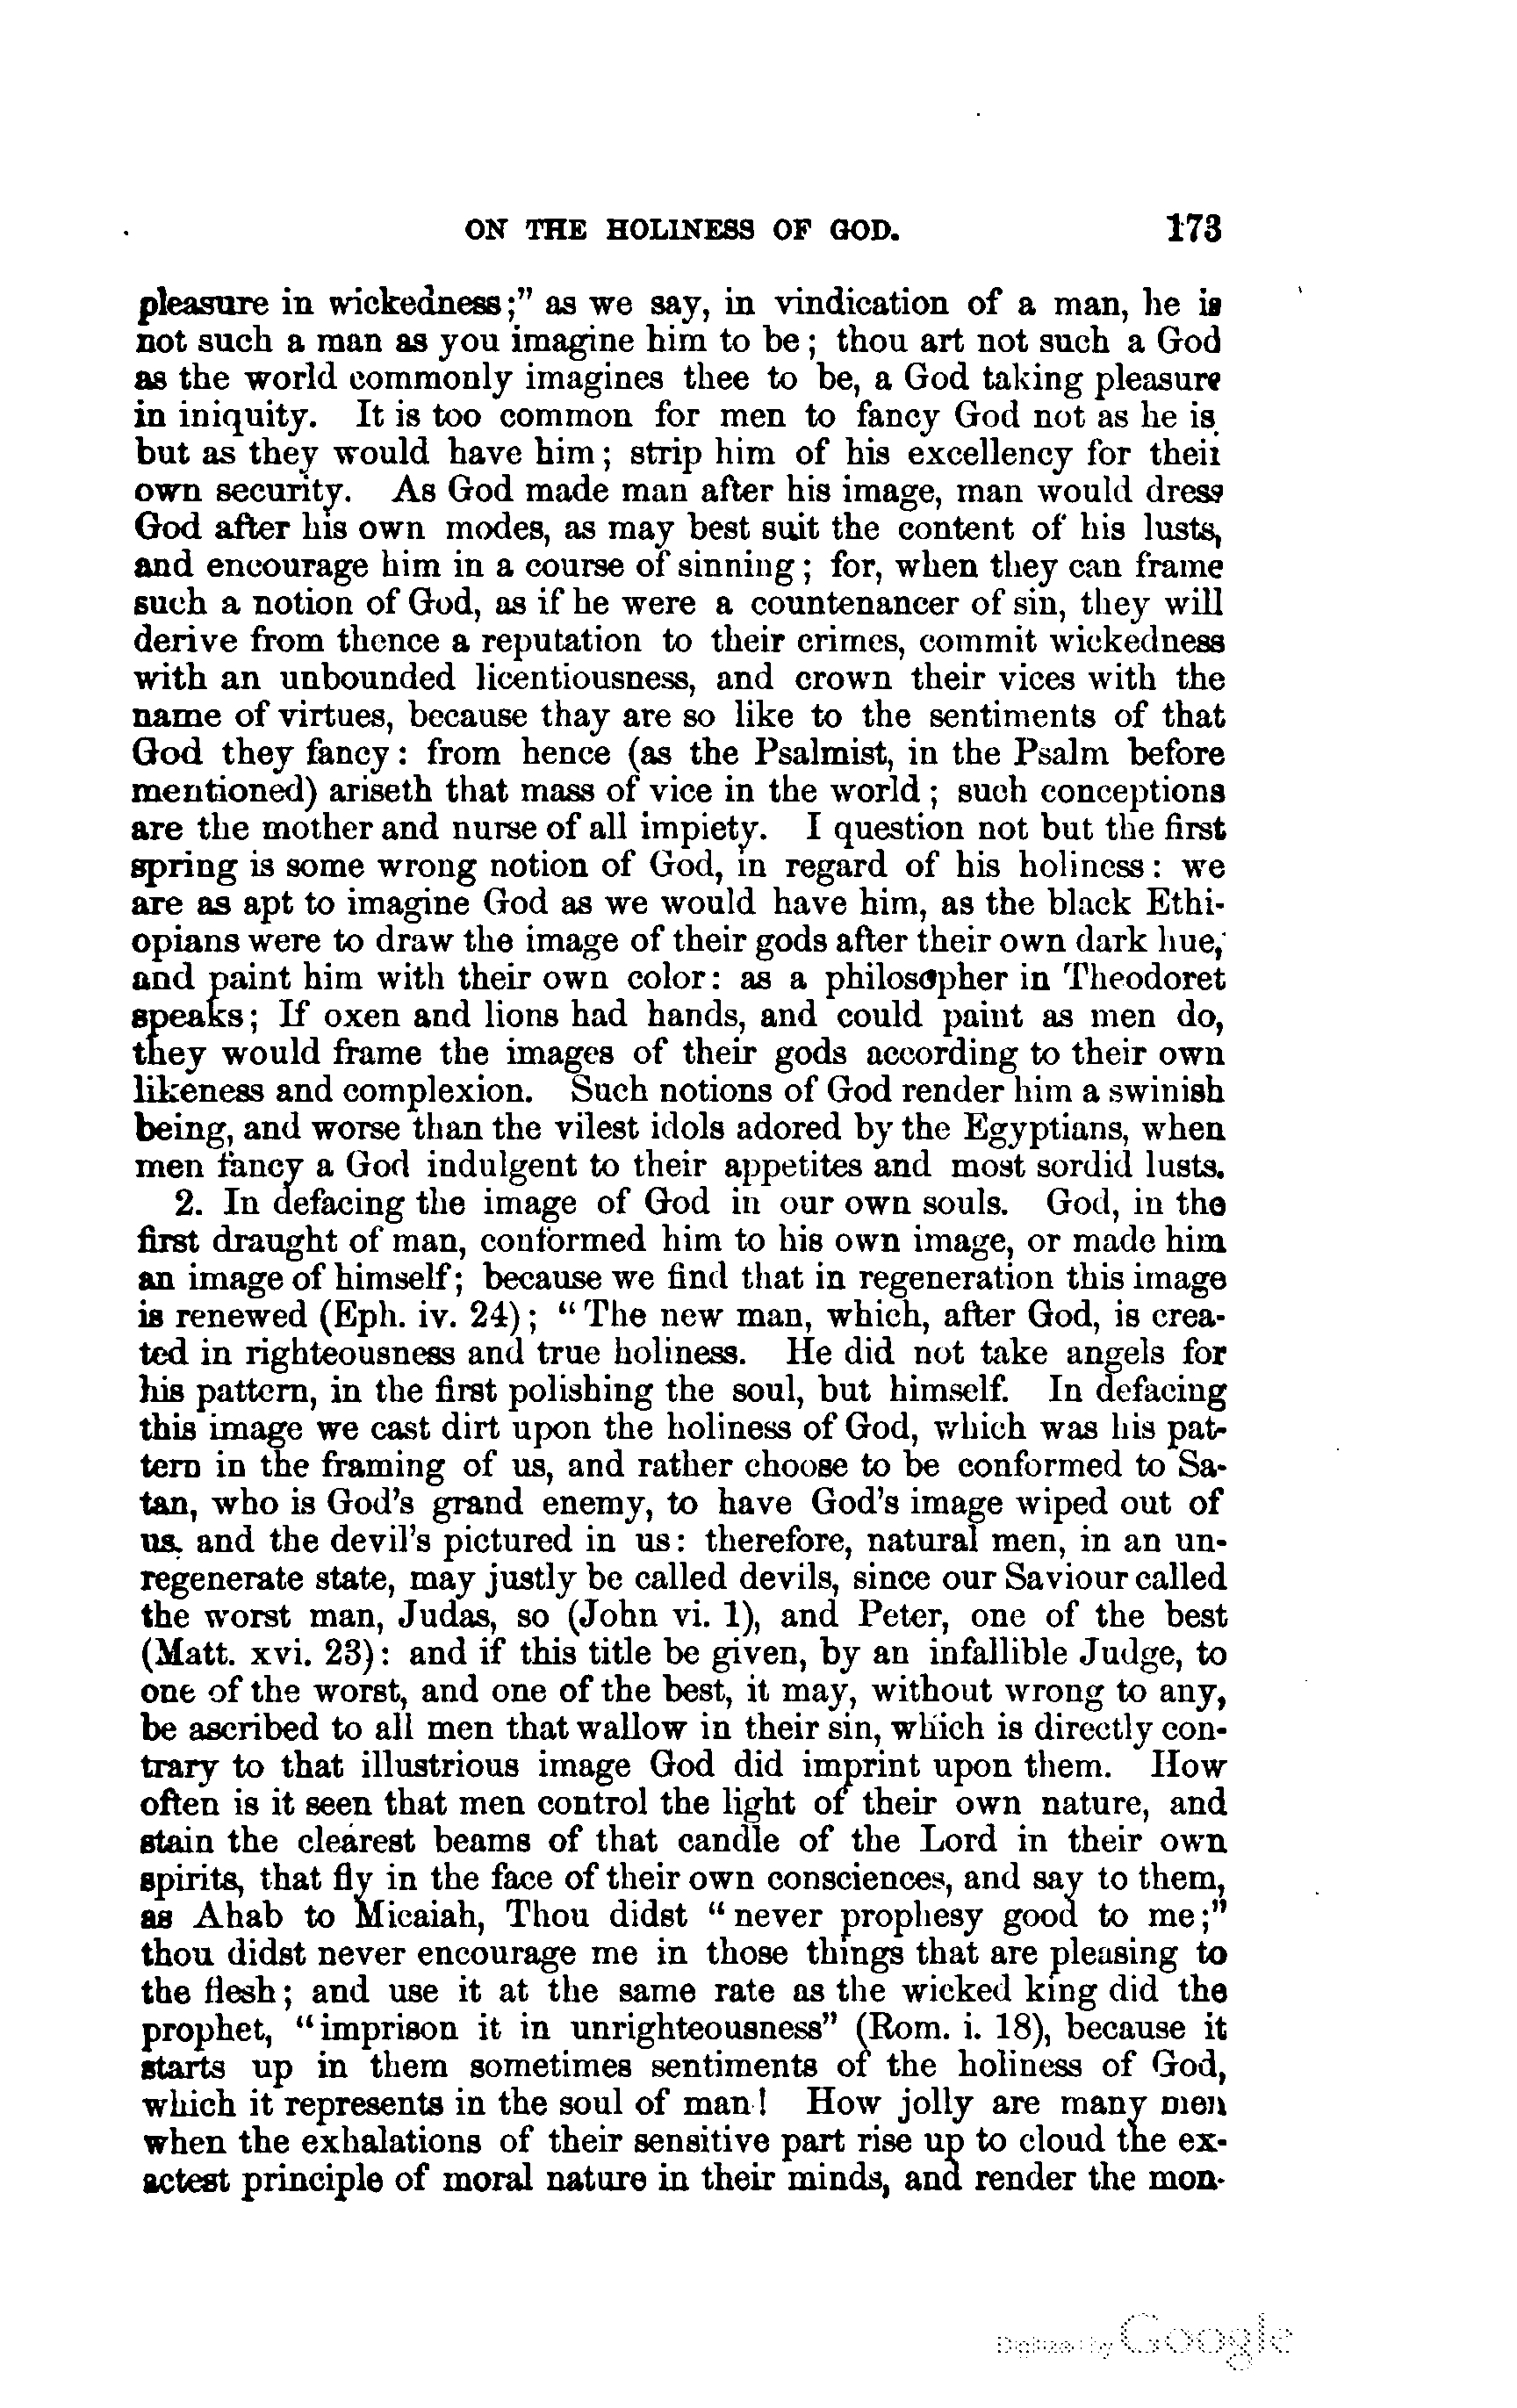 ON THE HOLINESS OF GOD. 173
pleasure in wickedness;” as we say, in vindication of a man, he is
not such a man as you imagine him to be; thou art not such a God
as the world commonly imagines thee to be, a God taking pleasure
in iniquity. It is too common for men to fancy God not as he is
but as they would have him; strip him of his excellency for their
own security. As God made man after his image, man would dress
God after his own modes, as may best suit the content of his lusts,
and encourage him in a course of sinning; for, when they can frame
such a notion of God, as if he were a countenancer of sin, they will
derive from thence a reputation to their crimes, commit wickedness
with an unbounded licentiousness, and crown their vices with the
name of virtues, because thay are so like to the sentiments of that
God they fancy: from hence (as the Psalmist, in the Psalm before
mentioned) ariseth that mass of vice in the world; such conceptions
are the mother and nurse of all impiety. I question not but the first
spring is some wrong notion of God, in regard of his holiness: we
are as apt to imagine God as we would have him, as the black Ethi-
opians were to draw the image of their gods after their own dark hue,
and paint him with their own color: as a philosopher in Theodoret
speaks; If oxen and lions had hands, and could paint as men do,
they would frame the images of their gods according to their own
likeness and complexion. Such notions of God render him a swinish
being, and worse than the vilest idols adored by the Egyptians, when
men fancy a God indulgent to their appetites and most sordid lusts.
2. In defacing the image of God in our own souls. God, in the
first draught of man, conformed him to his own image, or made him
an image of himself; because we find that in regeneration this image
is renewed (Eph. iv. 24); “The new man, which, after God, is crea-
ted in righteousness and true holiness. He did not take angels for
his pattern, in the first polishing the soul, but himself. In defacing
this image we cast dirt upon the holiness of God, which was his pat-
tern in the framing of us, and rather choose to be conformed to Sa-
tan, who is God’s grand enemy, to have God’s image wiped out of
us, and the devil’s pictured in us: therefore, natural men, in an un-
regenerate state, may justly be called devils, since our Saviour called
the worst man, Judas, so (John vi. 1), and Peter, one of the best
(Matt. xvi. 23): and if this title be given, by an infallible Judge, to
one of the worst, and one of the best, it may, without wrong to any,
be ascribed to all men that wallow in their sin, which is directly con-
trary to that illustrious image God did imprint upon them. How
often is it seen that men control the light of their own nature, and
stain the clearest beams of that candle of the Lord in their own
spirits, that fly in the face of their own consciences, and say to them,
as Ahab to Micaiah, Thou didst “never prophesy good to me;”
thou didst never encourage me in those things that are pleasing to
the flesh; and use it at the same rate as the wicked king did the
prophet, “imprison it in unrighteousness” (Rom. i. 18), because it
starts up in them sometimes sentiments of the holiness of God,
which it represents in the soul of man! How jolly are many men
when the exhalations of their sensitive part rise up to cloud the ex-
actest principle of moral nature in their minds, and render the mon-
Digitized by Google